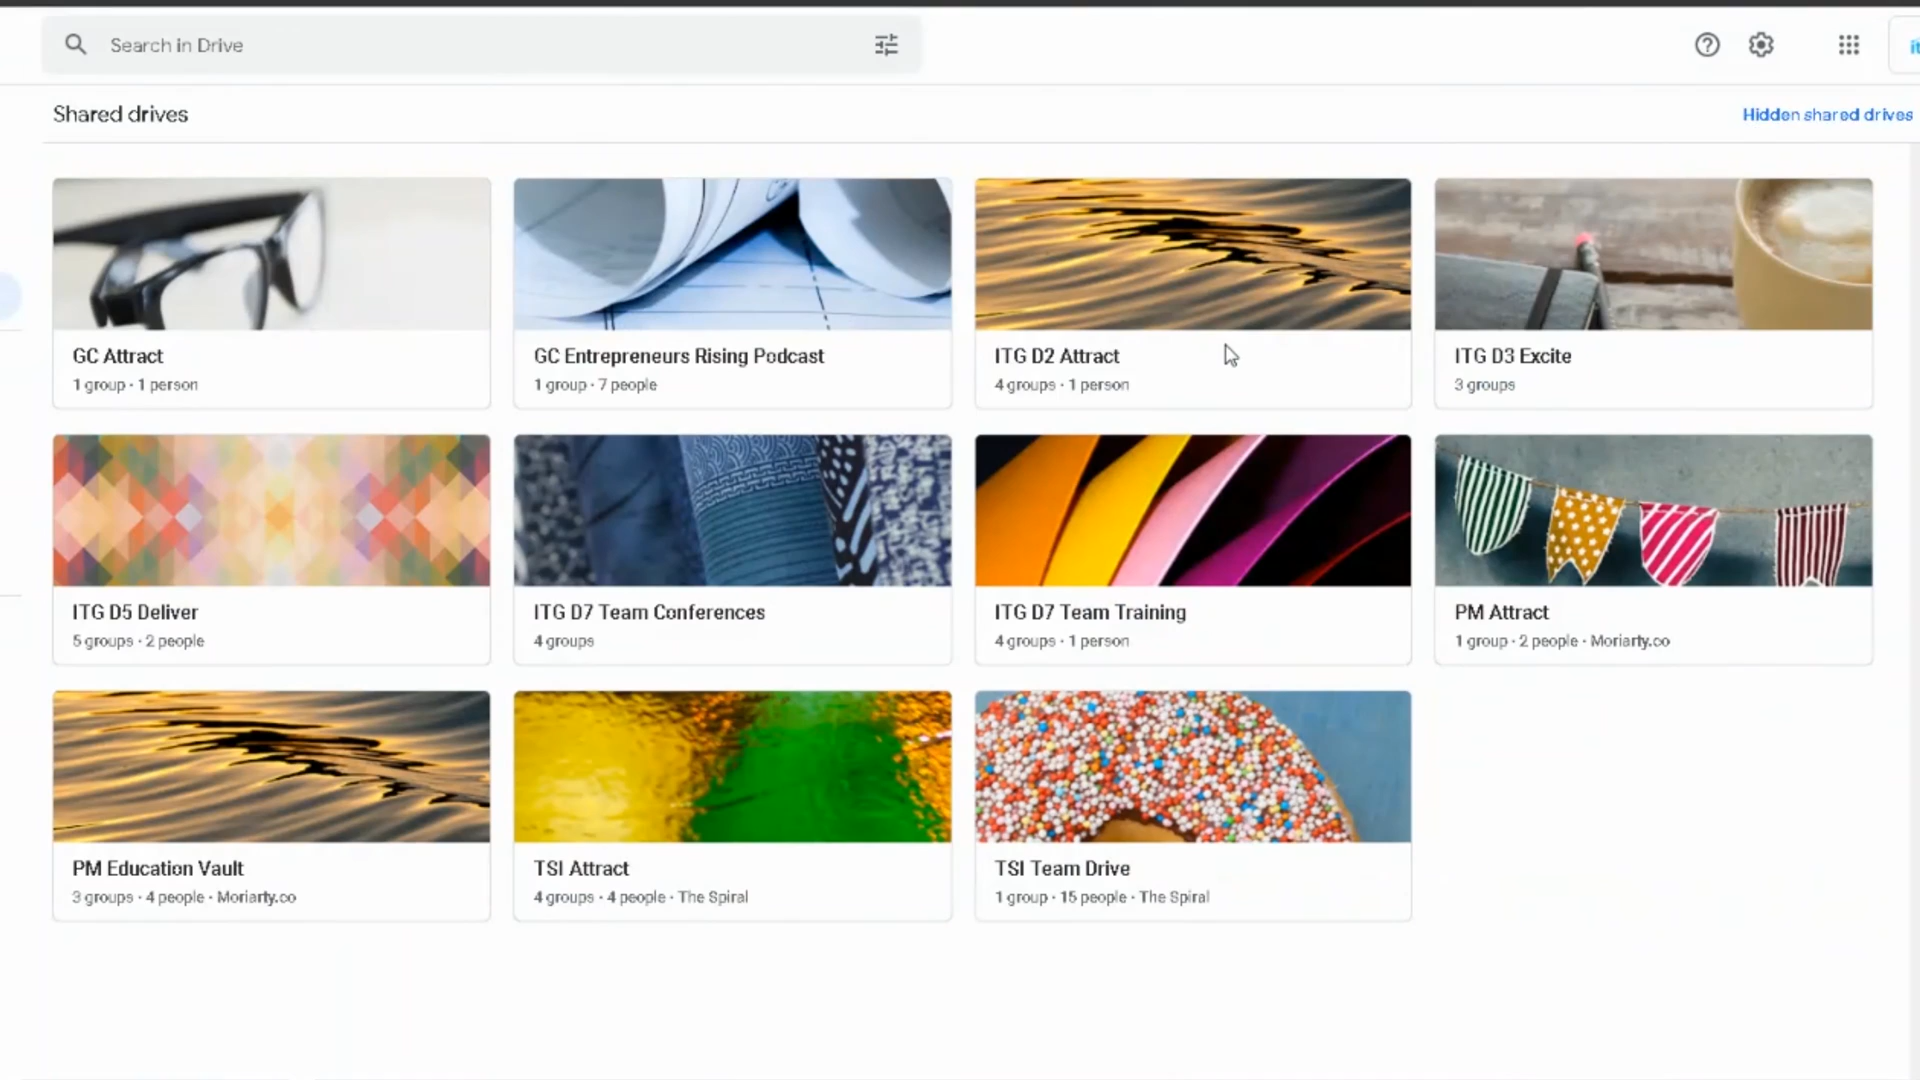 Search in Drive
it
Shared drives
Hidden shared drives
GC Attract
1 group · 1 person
GC Entrepreneurs Rising Podcast
1 group · 7 people
ITG D2 Attract
4 groups · 1 person
ITG D3 Excite
3 groups
ITG D5 Deliver
5 groups · 2 people
ITG D7 Team Conferences
4 groups
ITG D7 Team Training
4 groups · 1 person
PM Attract
1 group · 2 people · Moriarty.co
PM Education Vault
3 groups · 4 people · Moriarty.co
TSI Attract
4 groups · 4 people · The Spiral
TSI Team Drive
1 group · 15 people · The Spiral